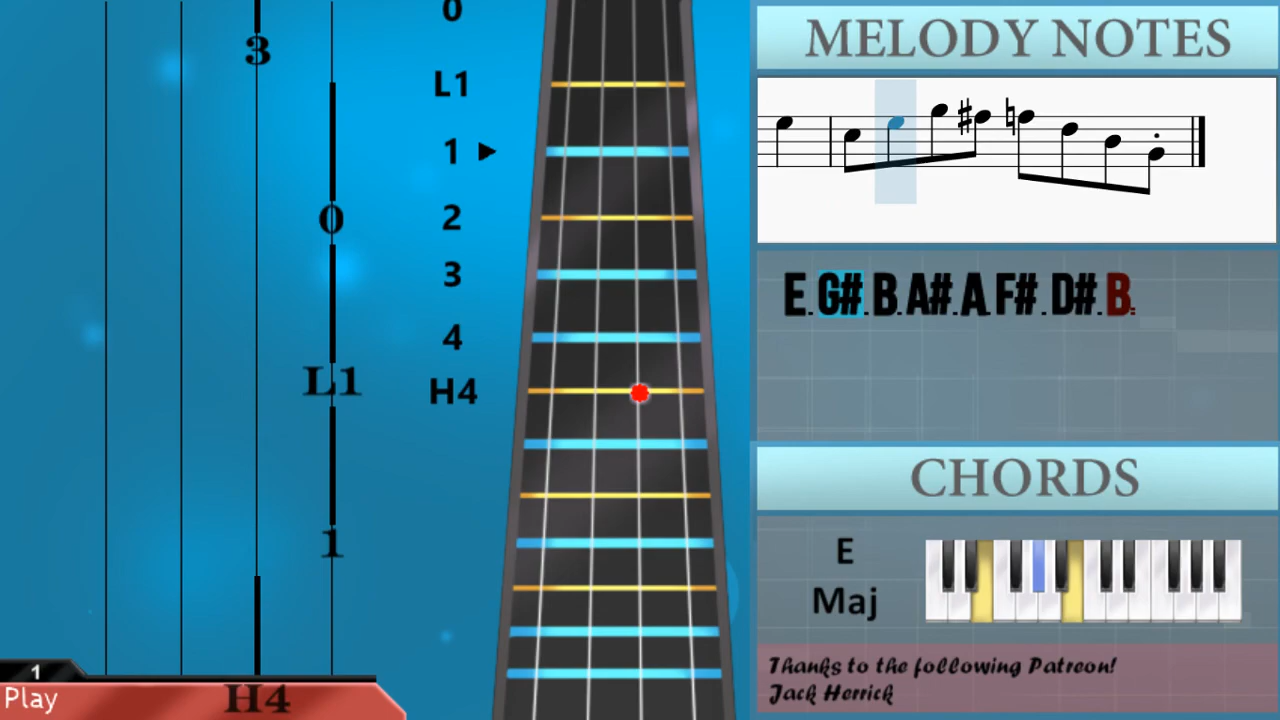 0
3
L1
1
0
2
3
4
L1
H4
1
1
Play
H4
MELODY NOTES
E. G#. B. A#. A. F#. D#. B.
CHORDS
E
Maj
Thanks to the following Patreon!
Jack Herrick